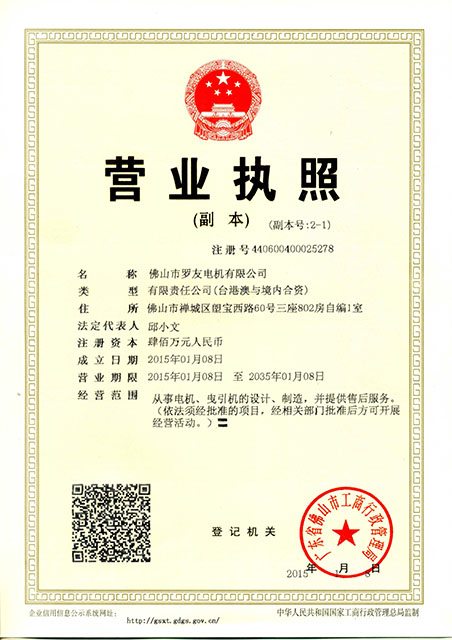 营业执照
(副 本) (副本号:2-1)
注册号 440600400025278
名 称 佛山市罗友电机有限公司
类 型 有限责任公司(台港澳与境内合资)
住 所 佛山市禅城区塱宝西路60号三座802房自编1室
法定代表人 邱小文
注册资本 肆佰万元人民币
成立日期 2015年01月08日
营业期限 2015年01月08日 至 2035年01月08日
经营范围 从事电机、曳引机的设计、制造,并提供售后服务。
(依法须经批准的项目,经相关部门批准后方可开展
经营活动。)
广东省佛山市工商行政管理局
登记机关
2015 年 月 8
企业信用信息公示系统网址: http://gsxt.gdgs.gov.cn/
中华人民共和国国家工商行政管理总局监制